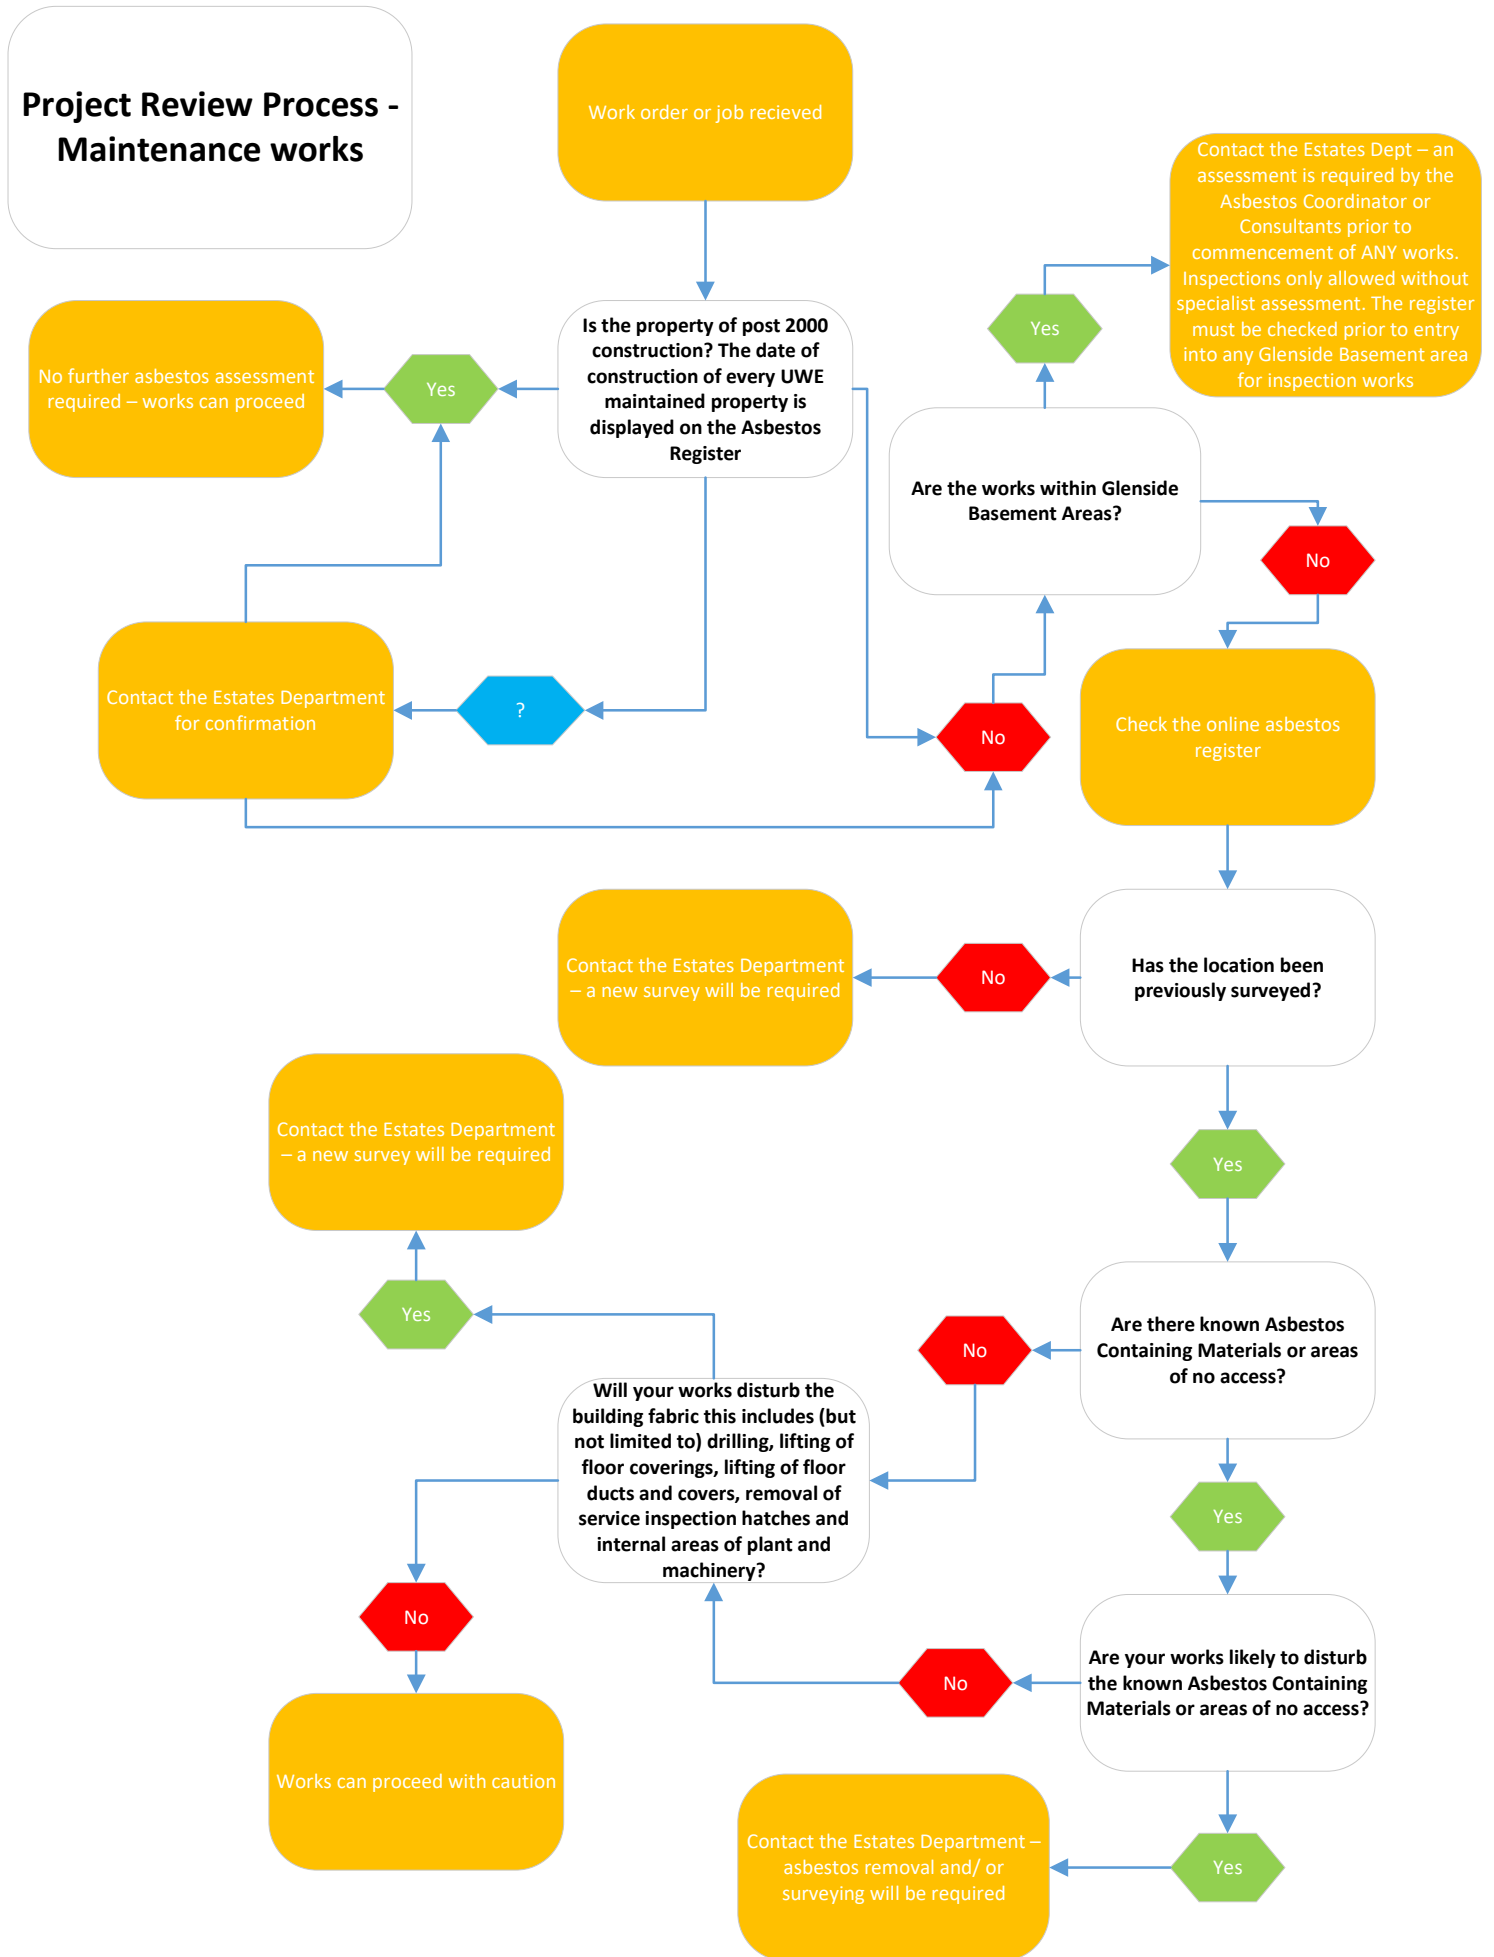 Project Review Process -
Maintenance works
Work order or job recieved
Contact the Estates Dept – an
assessment is required by the
Asbestos Coordinator or
Consultants prior to
commencement of ANY works.
Inspections only allowed without
specialist assessment. The register
must be checked prior to entry
into any Glenside Basement area
for inspection works
Is the property of post 2000
construction? The date of
construction of every UWE
maintained property is
displayed on the Asbestos
Register
Yes
No further asbestos assessment
required – works can proceed
Yes
Are the works within Glenside
Basement Areas?
No
Contact the Estates Department
for confirmation
?
No
Check the online asbestos
register
Has the location been
previously surveyed?
No
Contact the Estates Department
– a new survey will be required
Yes
Contact the Estates Department
– a new survey will be required
Yes
Are there known Asbestos
Containing Materials or areas
of no access?
No
Will your works disturb the
building fabric this includes (but
not limited to) drilling, lifting of
floor coverings, lifting of floor
ducts and covers, removal of
service inspection hatches and
internal areas of plant and
machinery?
Yes
No
Are your works likely to disturb
the known Asbestos Containing
Materials or areas of no access?
No
Works can proceed with caution
Contact the Estates Department –
asbestos removal and/ or
surveying will be required
Yes